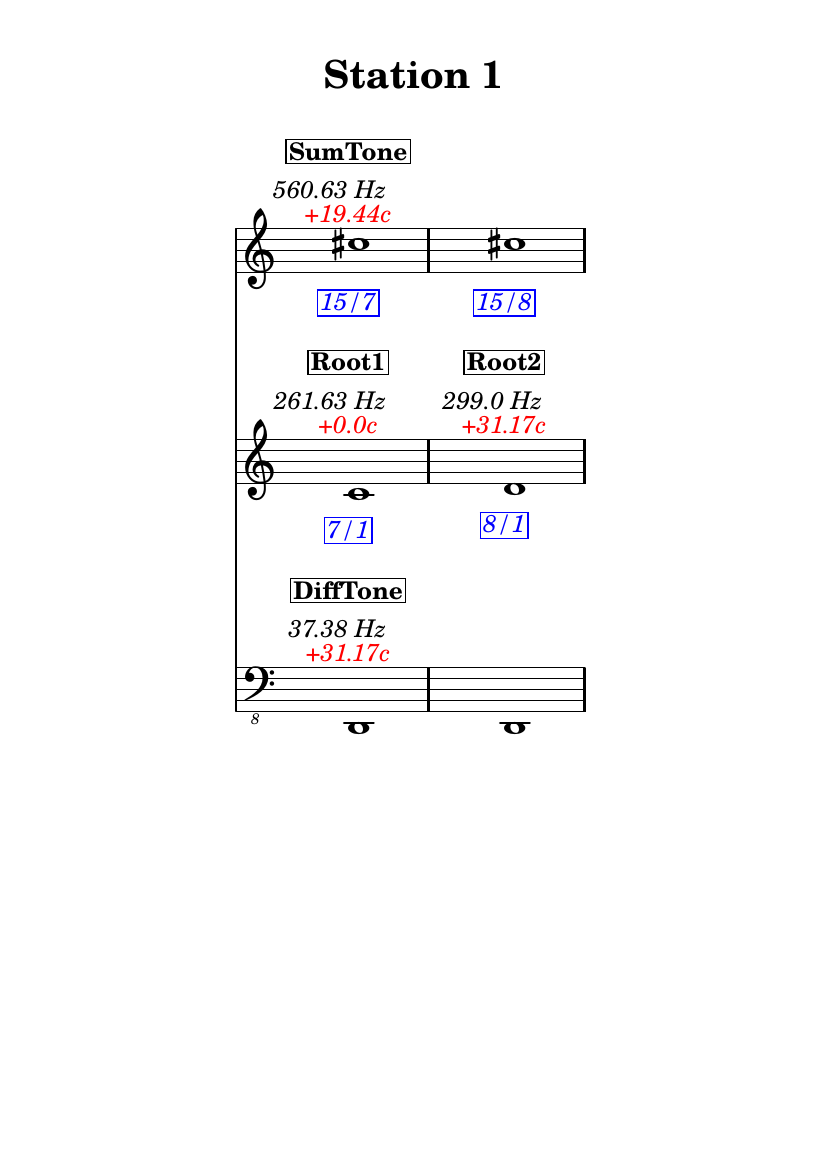 Station 1
SumTone
560.63 Hz
+19.44c
15/7 15/8
Root1 Root2
261.63 Hz 299.0 Hz
+0.0c +31.17c
7/1 8/1
DiffTone
37.38 Hz
+31.17c
8